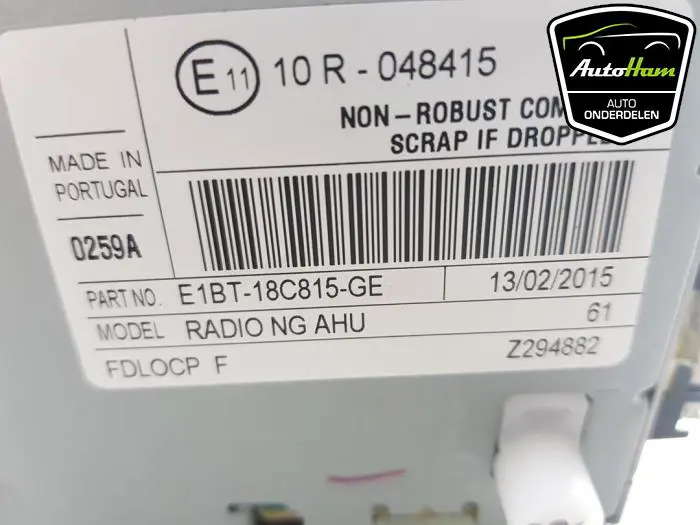 E 11 10 R - 048415
NON-ROBUST
SCRAP IF
MADE IN
PORTUGAL
0259A
PART NO. E1BT-18C815-GE 13/02/2015
MODEL RADIO NG AHU 61
FDLOCP F Z294882
AutoHam
AUTO
ONDERDELEN